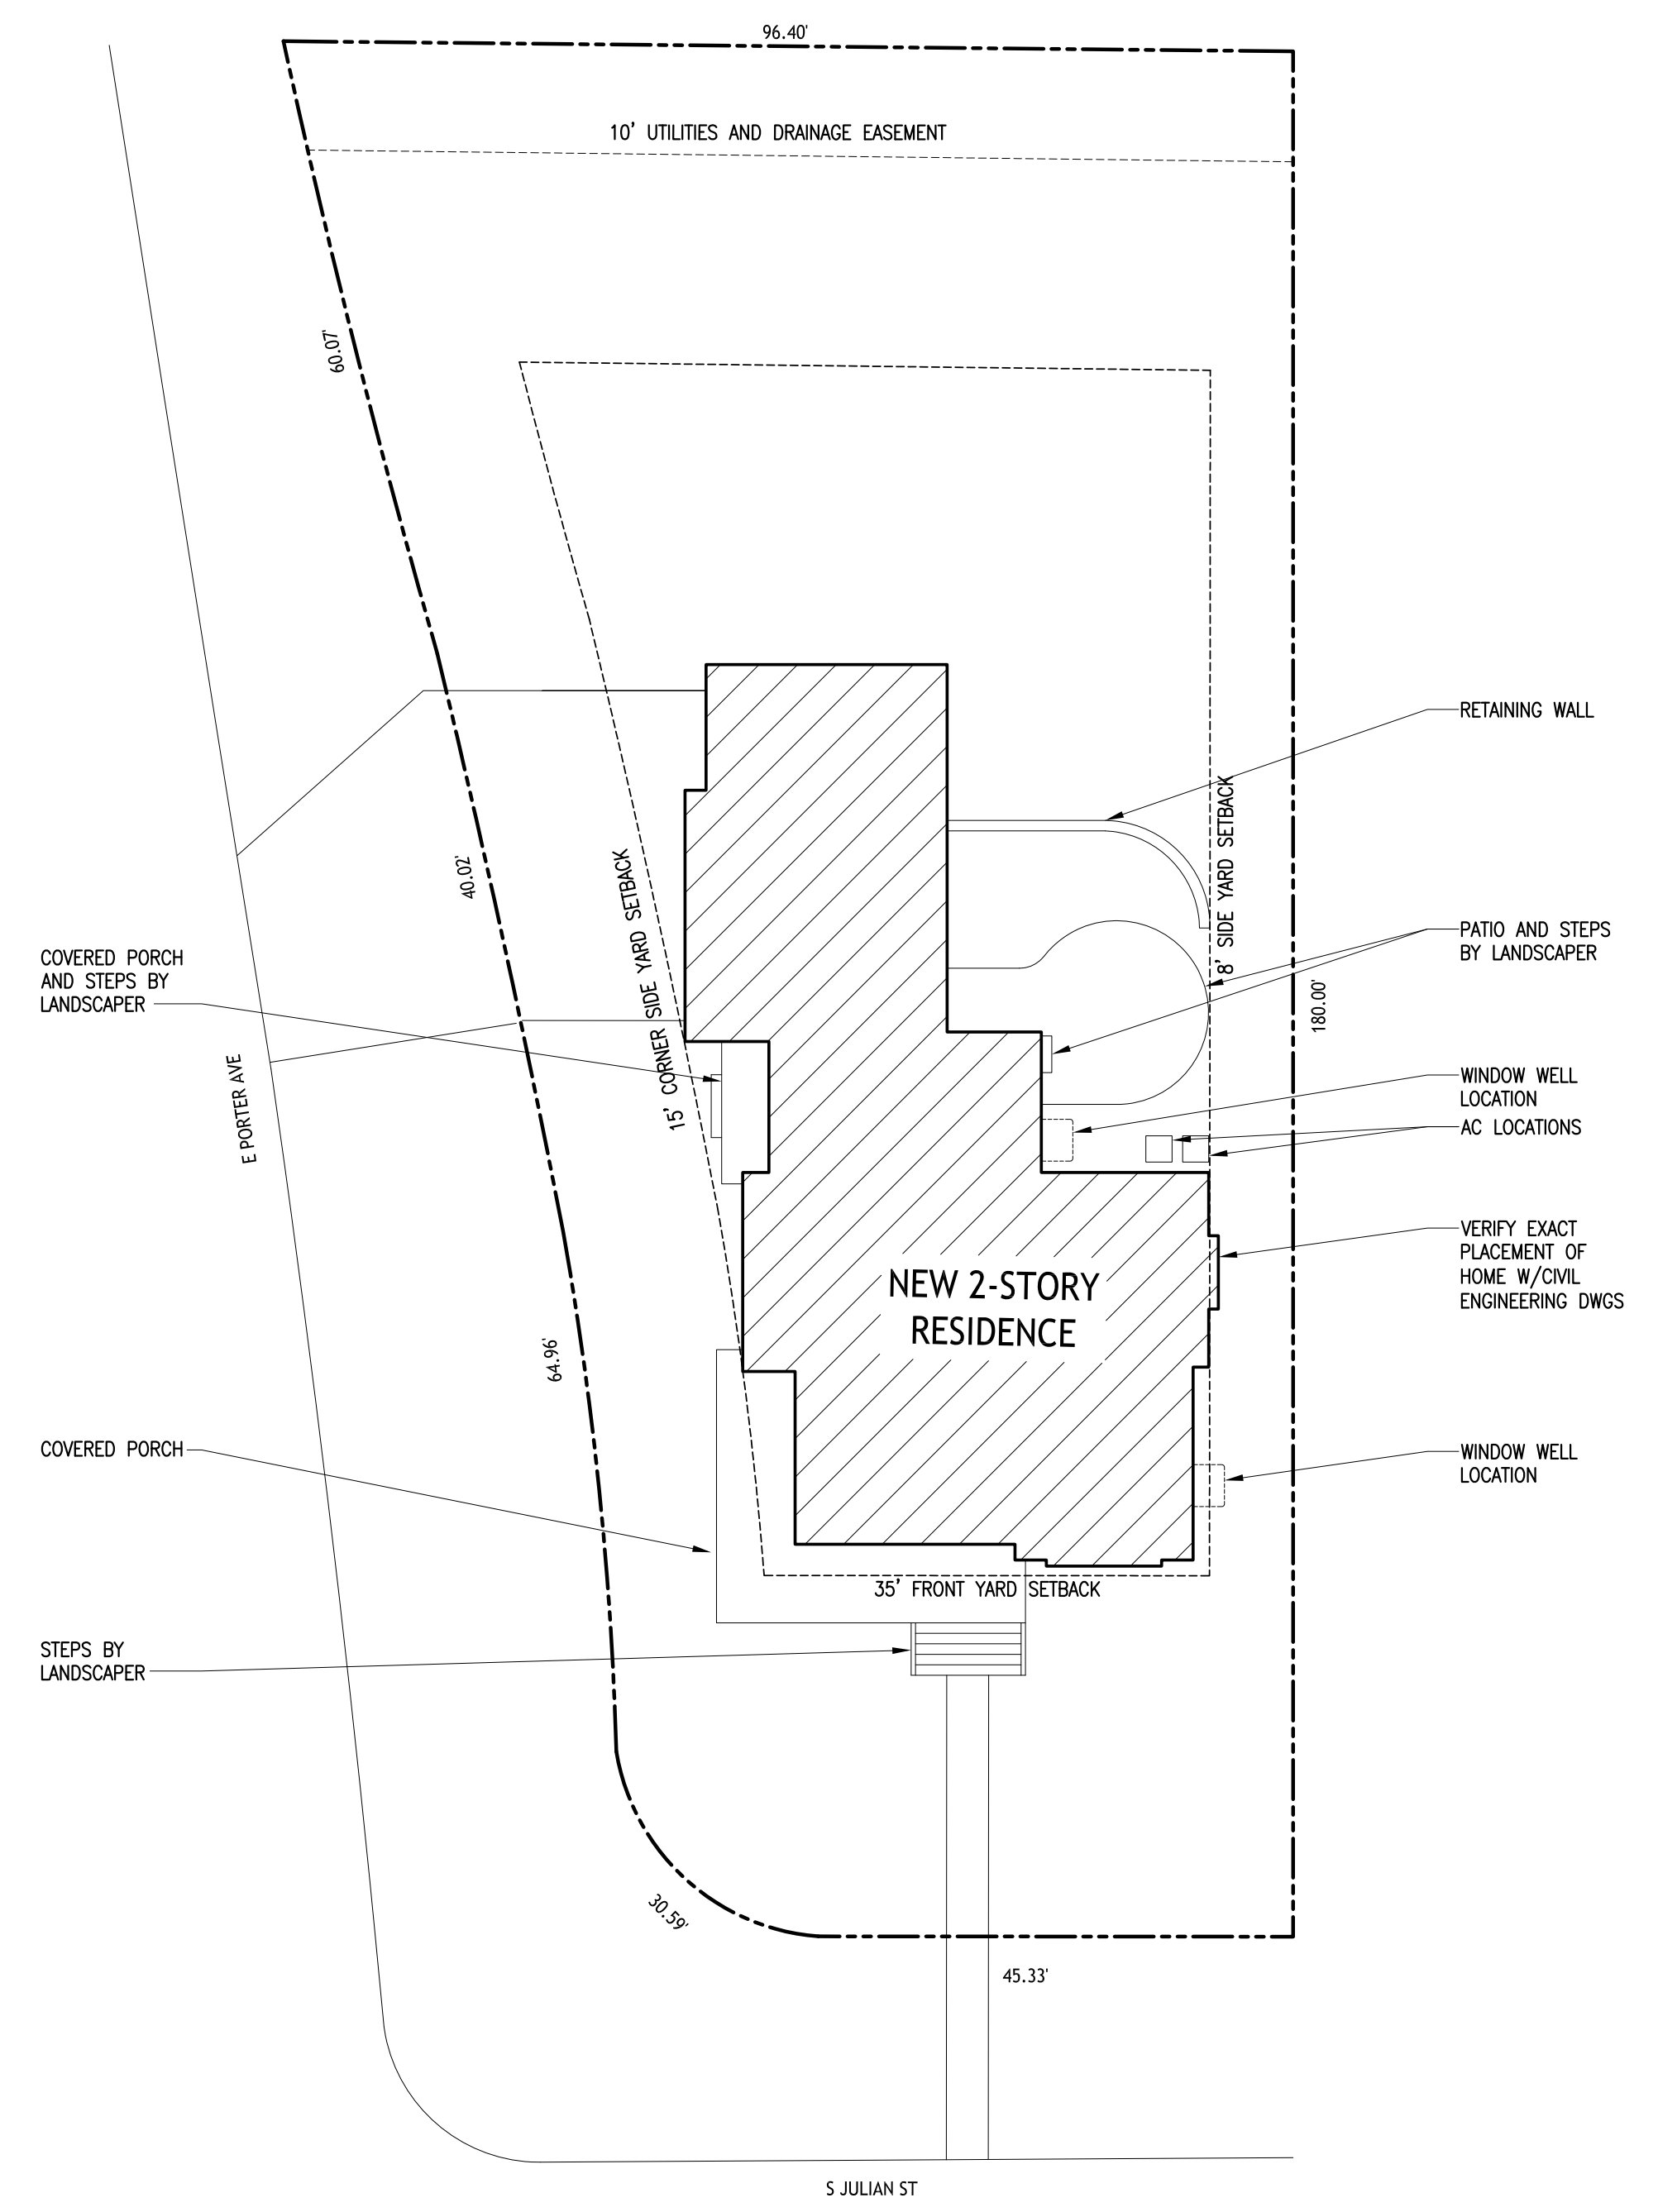 96.40'
10' UTILITIES AND DRAINAGE EASEMENT
60.07'
RETAINING WALL
8' SIDE YARD SETBACK
40.02'
15' CORNER SIDE YARD SETBACK
PATIO AND STEPS
BY LANDSCAPER
COVERED PORCH
AND STEPS BY
LANDSCAPER
180.00'
E PORTER AVE
WINDOW WELL
LOCATION
AC LOCATIONS
VERIFY EXACT
PLACEMENT OF
HOME W/CIVIL
ENGINEERING DWGS
NEW 2-STORY
RESIDENCE
64.96'
COVERED PORCH
WINDOW WELL
LOCATION
35' FRONT YARD SETBACK
STEPS BY
LANDSCAPER
30.59'
45.33'
S JULIAN ST